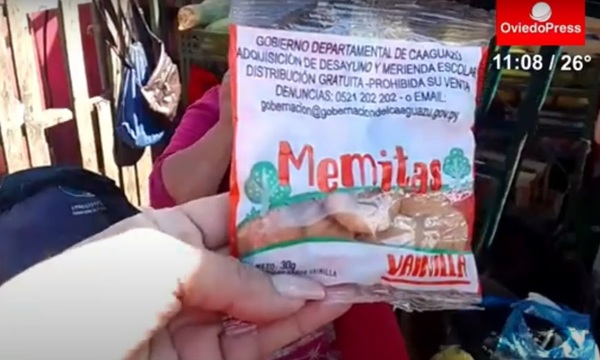 OviedoPress
11:08 / 26°
GOBIERNO DEPARTAMENTAL DE CAAGUAZU
ADQUISICION DE DESAYUNO Y MERIENDA ESCOLAR
DISTRIBUCIÓN GRATUITA -PROHIBIDA SU VENTA
DENUNCIAS: 0521 202 202 - o EMAIL:
gobernacion@gobernaciondelcaaguazu.gov.py
Memitas
30g
VAINILLA
VAINILLA